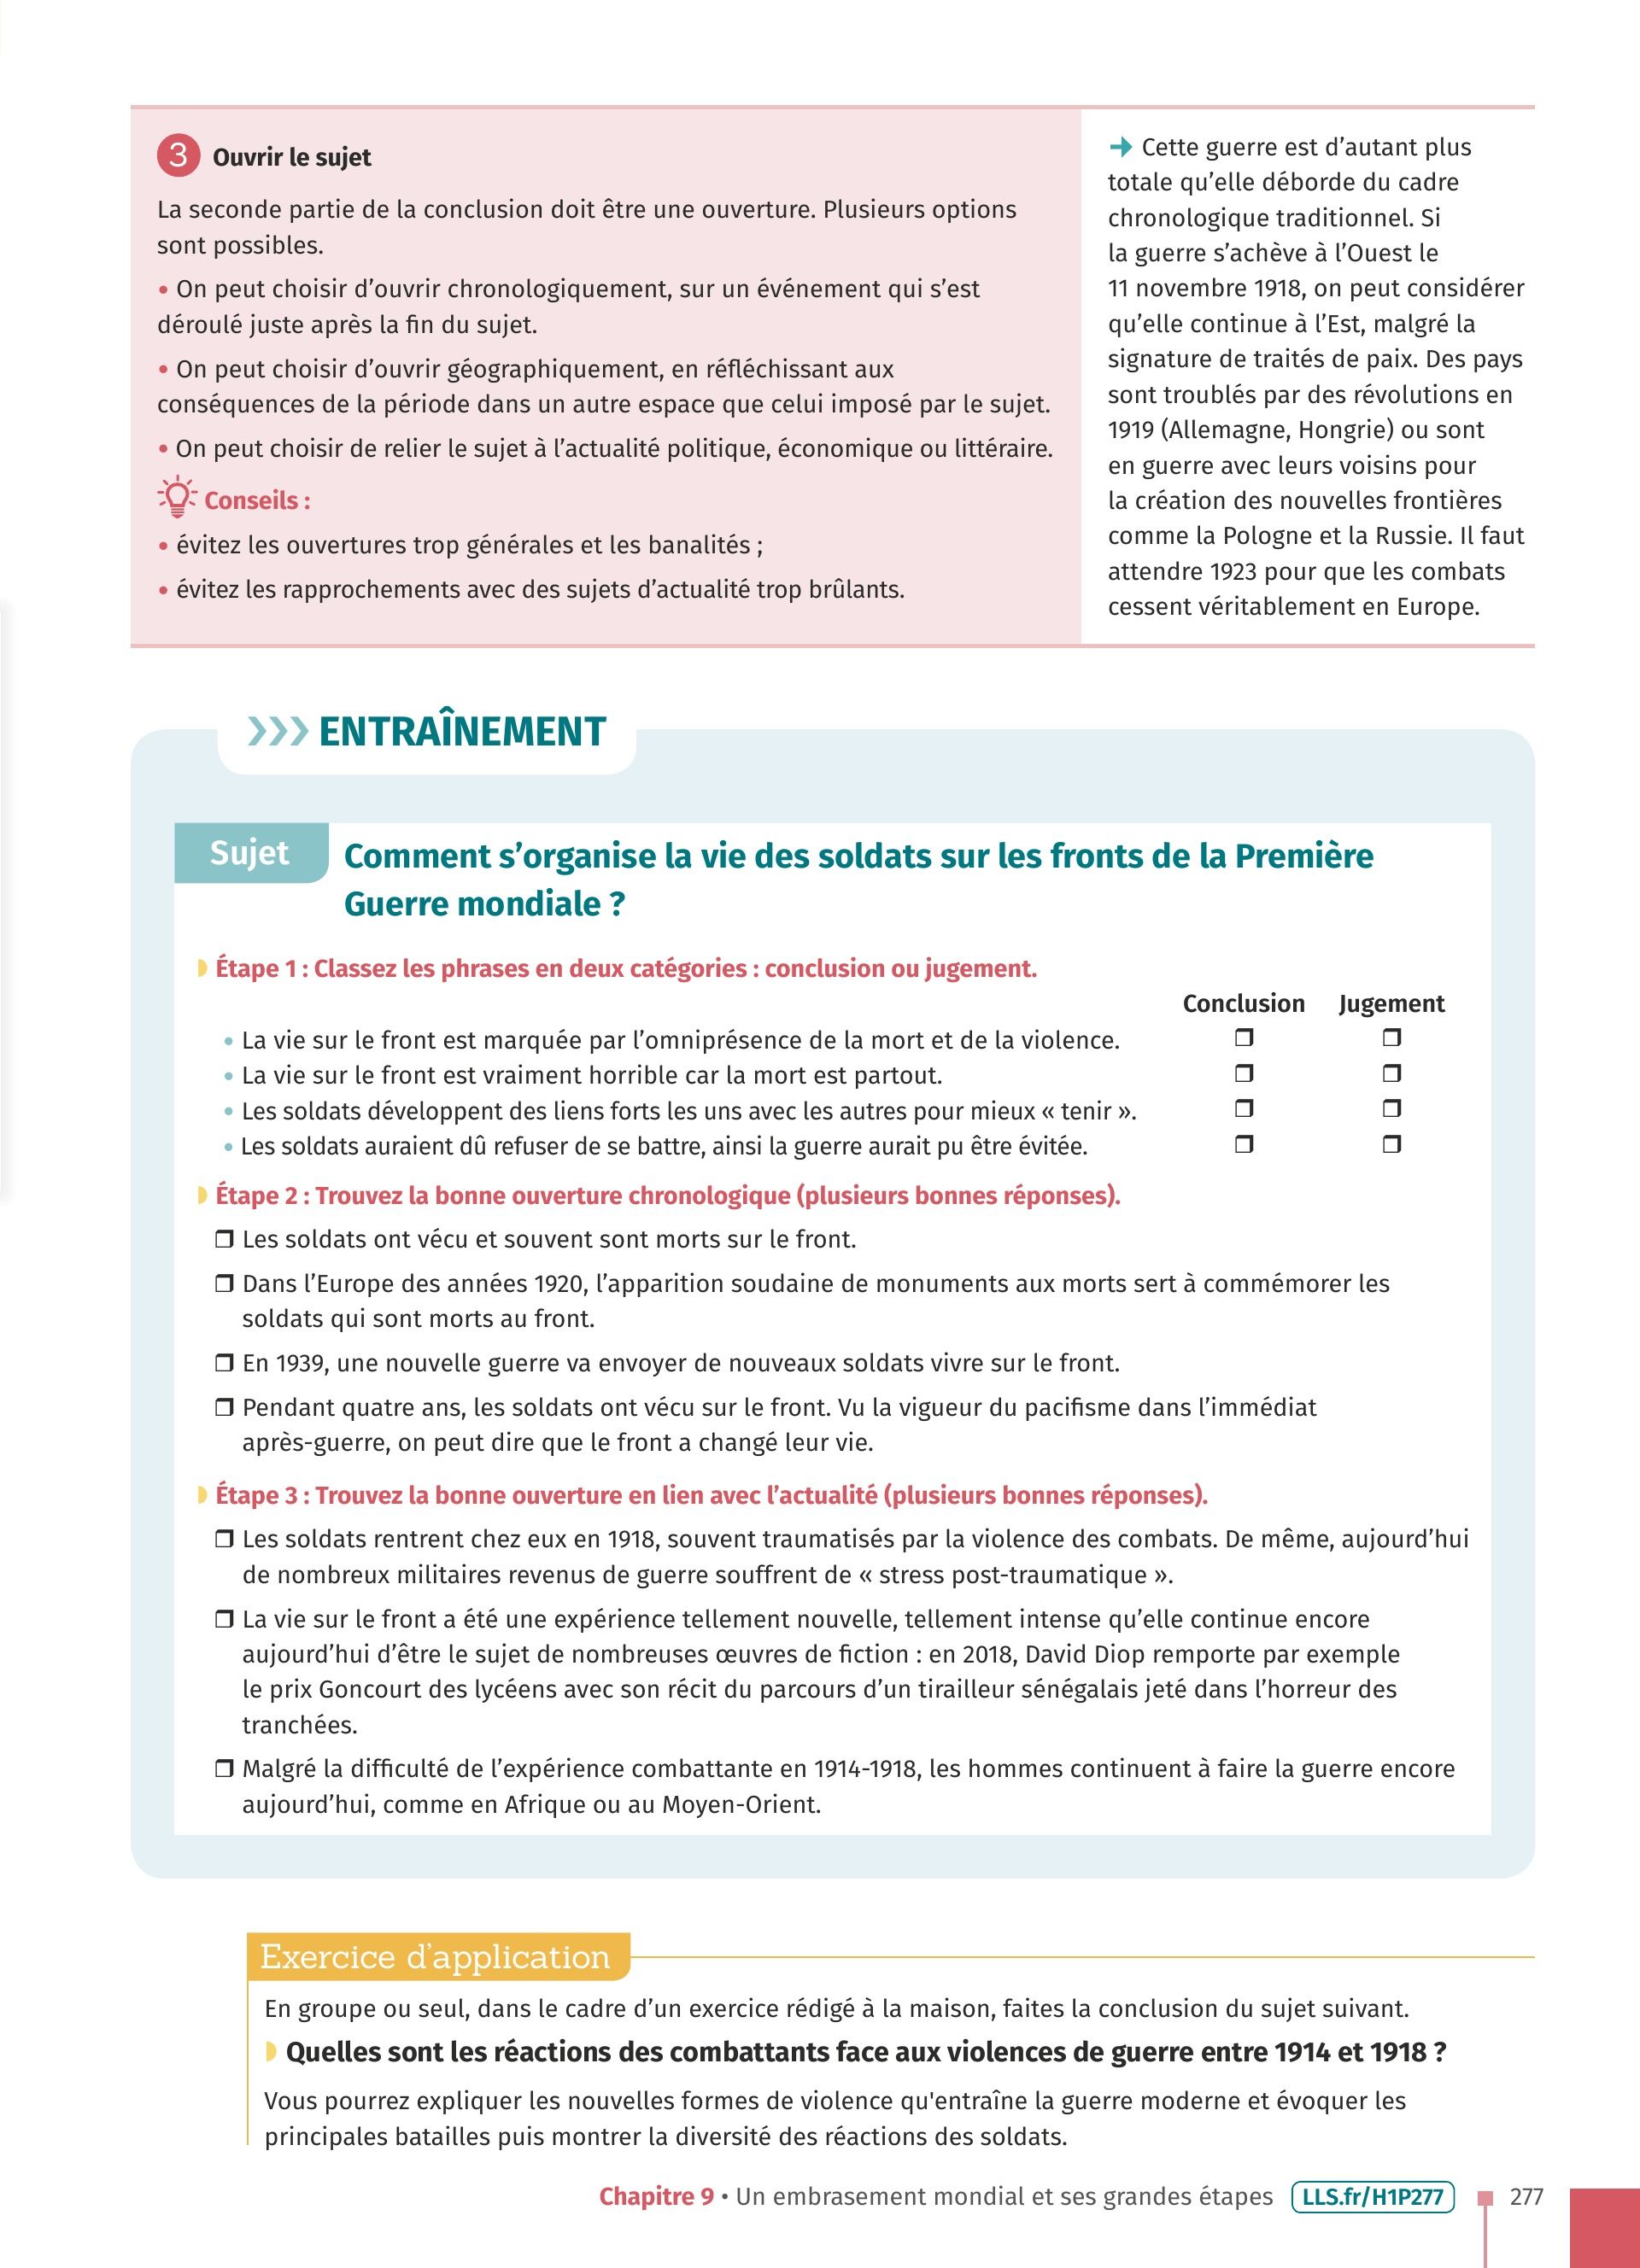 3 Ouvrir le sujet
La seconde partie de la conclusion doit être une ouverture. Plusieurs options
sont possibles.
• On peut choisir d’ouvrir chronologiquement, sur un événement qui s’est
déroulé juste après la fin du sujet.
• On peut choisir d’ouvrir géographiquement, en réfléchissant aux
conséquences de la période dans un autre espace que celui imposé par le sujet.
• On peut choisir de relier le sujet à l’actualité politique, économique ou littéraire.
Conseils :
• évitez les ouvertures trop générales et les banalités ;
• évitez les rapprochements avec des sujets d’actualité trop brûlants.
➔ Cette guerre est d’autant plus
totale qu’elle déborde du cadre
chronologique traditionnel. Si
la guerre s’achève à l’Ouest le
11 novembre 1918, on peut considérer
qu’elle continue à l’Est, malgré la
signature de traités de paix. Des pays
sont troublés par des révolutions en
1919 (Allemagne, Hongrie) ou sont
en guerre avec leurs voisins pour
la création des nouvelles frontières
comme la Pologne et la Russie. Il faut
attendre 1923 pour que les combats
cessent véritablement en Europe.
ENTRAÎNEMENT
Sujet
Comment s’organise la vie des soldats sur les fronts de la Première
Guerre mondiale ?
Étape 1 : Classez les phrases en deux catégories : conclusion ou jugement.
Conclusion Jugement
• La vie sur le front est marquée par l’omniprésence de la mort et de la violence. ❒ ❒
• La vie sur le front est vraiment horrible car la mort est partout. ❒ ❒
• Les soldats développent des liens forts les uns avec les autres pour mieux « tenir ». ❒ ❒
• Les soldats auraient dû refuser de se battre, ainsi la guerre aurait pu être évitée. ❒ ❒
Étape 2 : Trouvez la bonne ouverture chronologique (plusieurs bonnes réponses).
❒ Les soldats ont vécu et souvent sont morts sur le front.
❒ Dans l’Europe des années 1920, l’apparition soudaine de monuments aux morts sert à commémorer les
soldats qui sont morts au front.
❒ En 1939, une nouvelle guerre va envoyer de nouveaux soldats vivre sur le front.
❒ Pendant quatre ans, les soldats ont vécu sur le front. Vu la vigueur du pacifisme dans l’immédiat
après-guerre, on peut dire que le front a changé leur vie.
Étape 3 : Trouvez la bonne ouverture en lien avec l’actualité (plusieurs bonnes réponses).
❒ Les soldats rentrent chez eux en 1918, souvent traumatisés par la violence des combats. De même, aujourd’hui
de nombreux militaires revenus de guerre souffrent de « stress post-traumatique ».
❒ La vie sur le front a été une expérience tellement nouvelle, tellement intense qu’elle continue encore
aujourd’hui d’être le sujet de nombreuses œuvres de fiction : en 2018, David Diop remporte par exemple
le prix Goncourt des lycéens avec son récit du parcours d’un tirailleur sénégalais jeté dans l’horreur des
tranchées.
❒ Malgré la difficulté de l’expérience combattante en 1914-1918, les hommes continuent à faire la guerre encore
aujourd’hui, comme en Afrique ou au Moyen-Orient.
Exercice d’application
En groupe ou seul, dans le cadre d’un exercice rédigé à la maison, faites la conclusion du sujet suivant.
Quelles sont les réactions des combattants face aux violences de guerre entre 1914 et 1918 ?
Vous pourrez expliquer les nouvelles formes de violence qu'entraîne la guerre moderne et évoquer les
principales batailles puis montrer la diversité des réactions des soldats.
Chapitre 9 • Un embrasement mondial et ses grandes étapes LLS.fr/H1P277 277